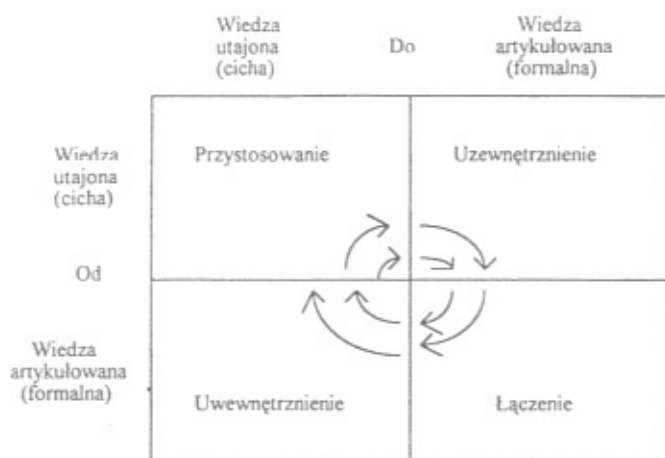 Wiedza
utajona
(cicha)
Do
Wiedza
artykułowana
(formalna)
Wiedza
utajona
(cicha)
Przystosowanie
Uzewnętrznienie
Od
Wiedza
artykułowana
(formalna)
Uwewnętrznienie
Łączenie